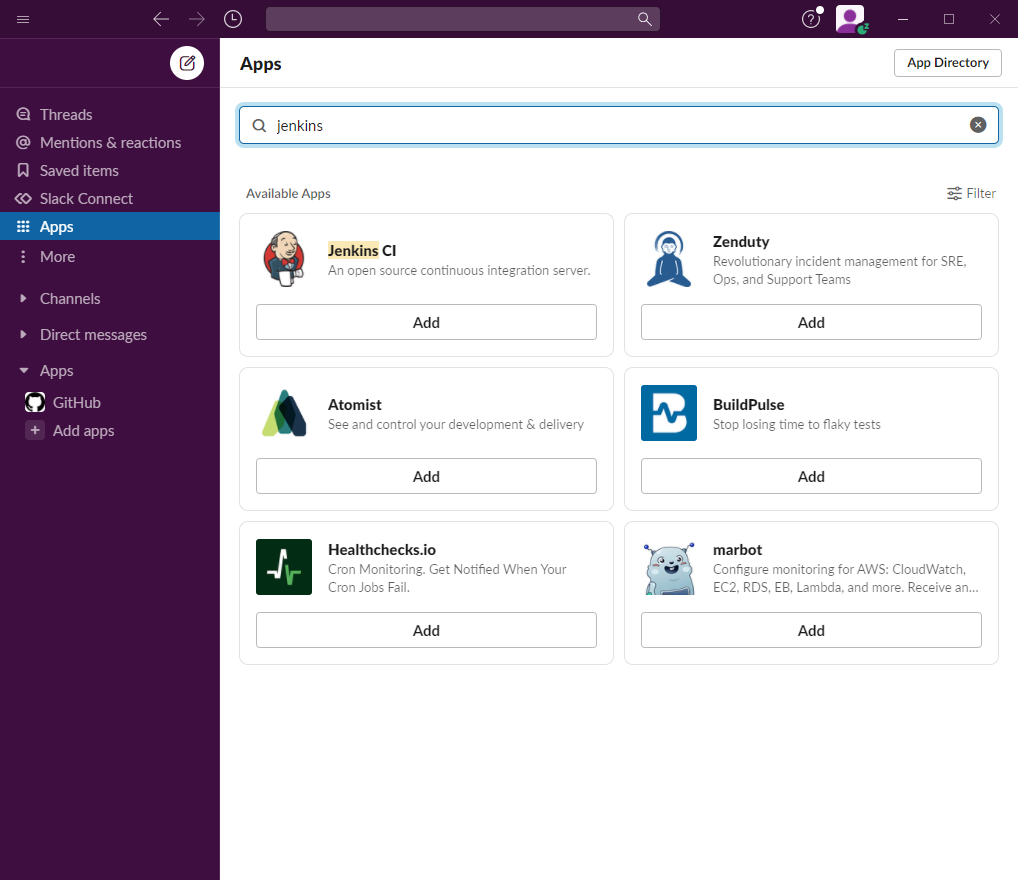 Apps
App Directory
jenkins
Threads
Mentions & reactions
Saved items
Slack Connect
Apps
More
Channels
Direct messages
Apps
GitHub
Add apps
Available Apps
Filter
Jenkins CI
An open source continuous integration server.
Add
Zenduty
Revolutionary incident management for SRE,
Ops, and Support Teams
Add
Atomist
See and control your development & delivery
Add
BuildPulse
Stop losing time to flaky tests
Add
Healthchecks.io
Cron Monitoring. Get Notified When Your
Cron Jobs Fail.
Add
marbot
Configure monitoring for AWS: CloudWatch,
EC2, RDS, EB, Lambda, and more. Receive an...
Add